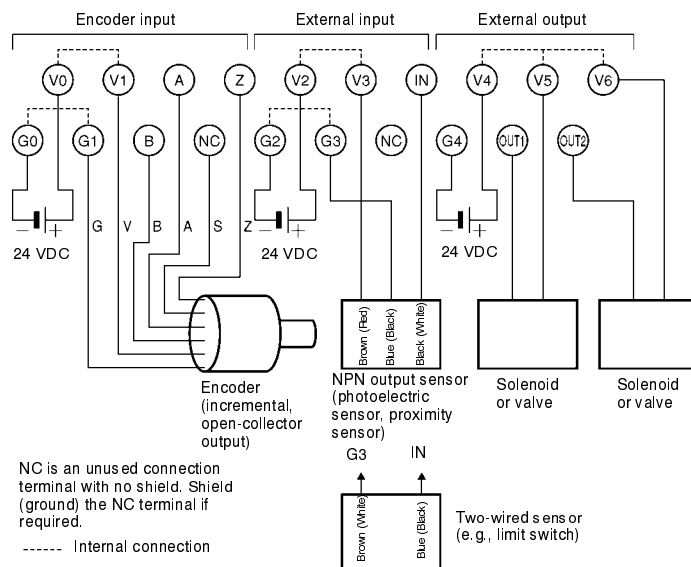 Encoder input External input External output
V0 V1 A Z V2 V3 IN V4 V5 V6
G0 G1 B NC G2 G3 NC G4 OUT1 OUT2
− + − + − +
24 VDC 24 VDC 24 VDC
G V B A S Z
Brown (Red)
Blue (Black)
Black (White)
Encoder
(incremental,
open-collector
output)
NPN output sensor
(photoelectric
sensor, proximity
sensor)
Solenoid
or valve
Solenoid
or valve
G3 IN
Brown (White)
Blue (Black)
Two-wired sensor
(e.g., limit switch)
NC is an unused connection
terminal with no shield. Shield
(ground) the NC terminal if
required.
Internal connection